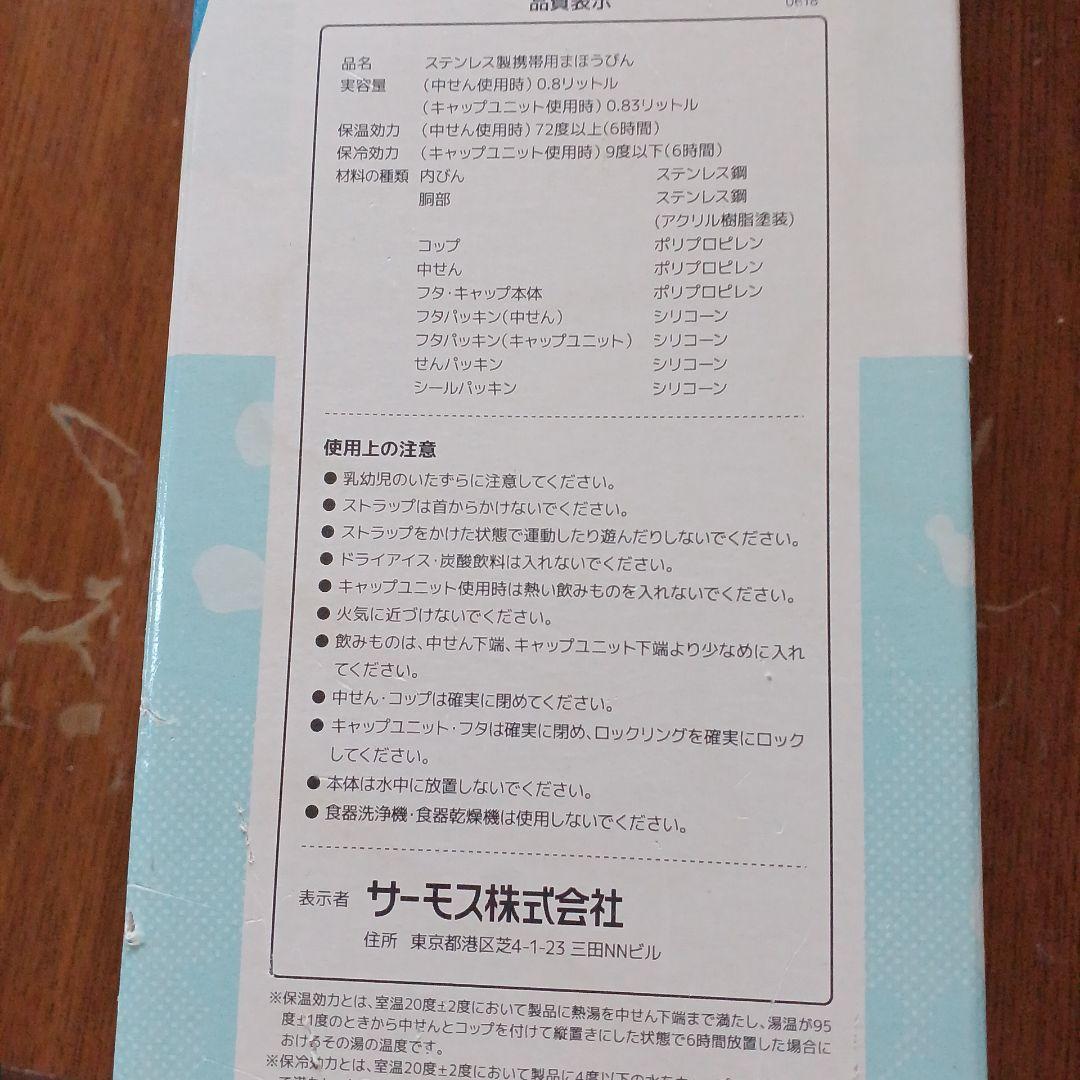 品質表示
0618
品名 ステンレス製携帯用まほうびん
実容量 (中せん使用時)0.8リットル
(キャップユニット使用時)0.83リットル
保温効力 (中せん使用時)72度以上(6時間)
保冷効力 (キャップユニット使用時)9度以下(6時間)
材料の種類 内びん ステンレス鋼
胴部 ステンレス鋼
(アクリル樹脂塗装)
コップ ポリプロピレン
中せん ポリプロピレン
フタ・キャップ本体 ポリプロピレン
フタパッキン(中せん) シリコーン
フタパッキン(キャップユニット) シリコーン
せんパッキン シリコーン
シールパッキン シリコーン
使用上の注意
● 乳幼児のいたずらに注意してください。
● ストラップは首からかけないでください。
● ストラップをかけた状態で運動したり遊んだりしないでください。
● ドライアイス・炭酸飲料は入れないでください。
● キャップユニット使用時は熱い飲みものを入れないでください。
● 火気に近づけないでください。
● 飲みものは、中せん下端、キャップユニット下端より少なめに入れ
てください。
● 中せん・コップは確実に閉めてください。
● キャップユニット・フタは確実に閉め、ロックリングを確実にロック
してください。
● 本体は水中に放置しないでください。
● 食器洗浄機・食器乾燥機は使用しないでください。
表示者 サーモス株式会社
住所 東京都港区芝4-1-23 三田NNビル
※保温効力とは、室温20度±2度において製品に熱湯を中せん下端まで満たし、湯温が95
度±1度のときから中せんとコップを付けて縦置きにした状態で6時間放置した場合に
おけるその湯の温度です。
※保冷効力とは、室温20度±2度において製品に4度以下の水を